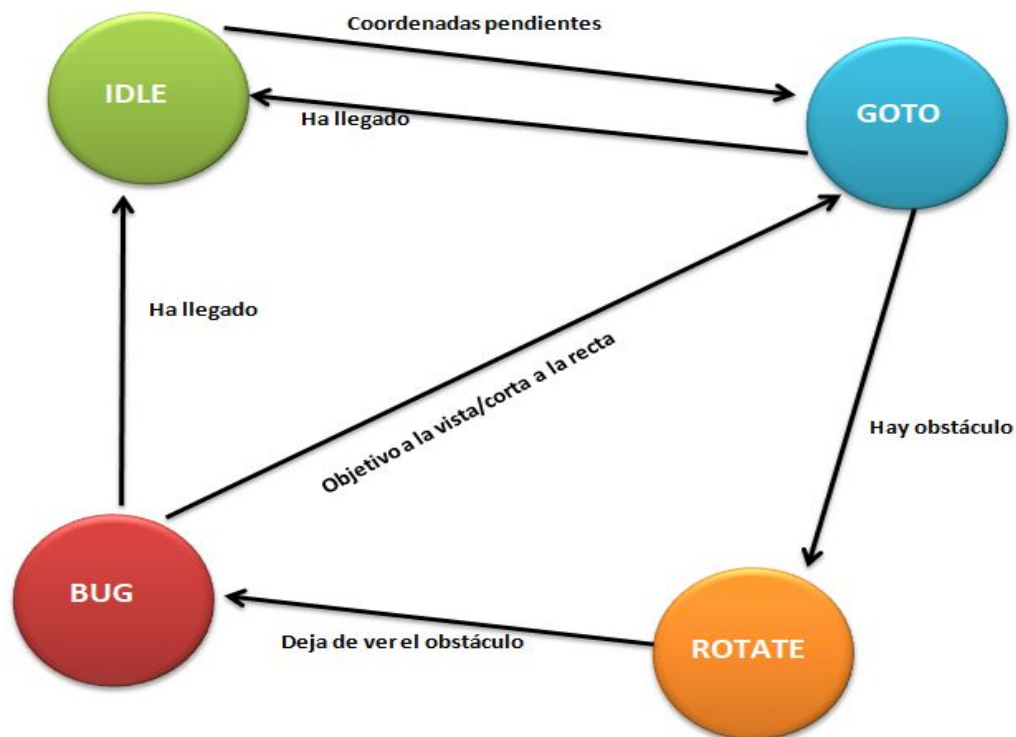 Coordenadas pendientes
IDLE
GOTO
Ha llegado
Ha llegado
Objetivo a la vista/corta a la recta
Hay obstáculo
BUG
Deja de ver el obstáculo
ROTATE